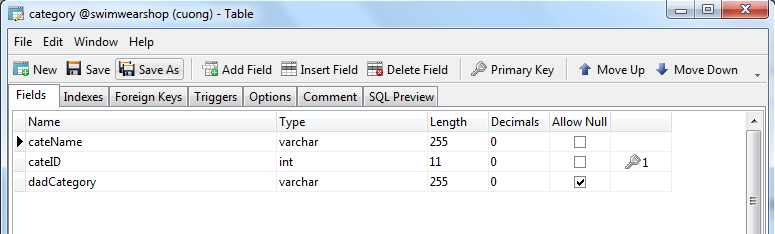 category @swimwearshop (cuong) - Table
File Edit Window Help
New Save Save As Add Field Insert Field Delete Field Primary Key Move Up Move Down
Fields Indexes Foreign Keys Triggers Options Comment SQL Preview
Name Type Length Decimals Allow Null
cateName varchar 255 0
cateID int 11 0 1
dadCategory varchar 255 0